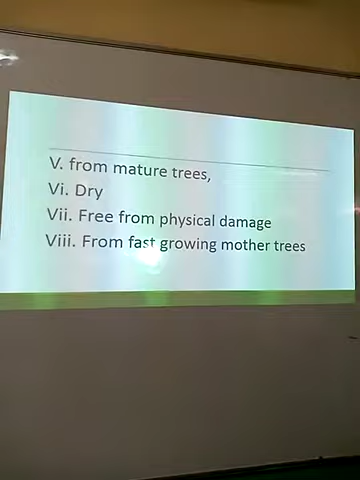 V. from mature trees,
Vi. Dry
Vii. Free from physical damage
Viii. From fast growing mother trees